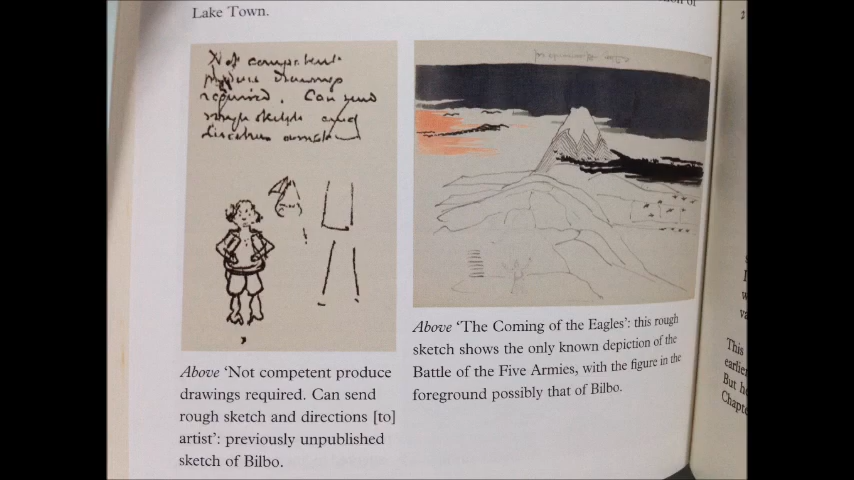 Lake Town.
Not competent
produce drawings
required. Can send
rough sketch and
directions artist
Above 'Not competent produce
drawings required. Can send
rough sketch and directions [to]
artist': previously unpublished
sketch of Bilbo.
Above 'The Coming of the Eagles': this rough
sketch shows the only known depiction of the
Battle of the Five Armies, with the figure in the
foreground possibly that of Bilbo.
This
earlier
But he
Chapte